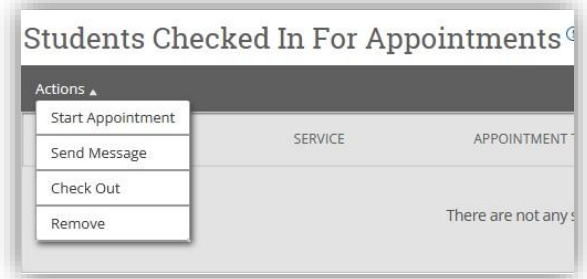 Students Checked In For Appointments
Actions ▲
Start Appointment
Send Message
Check Out
Remove
SERVICE
APPOINTMENT
There are not any